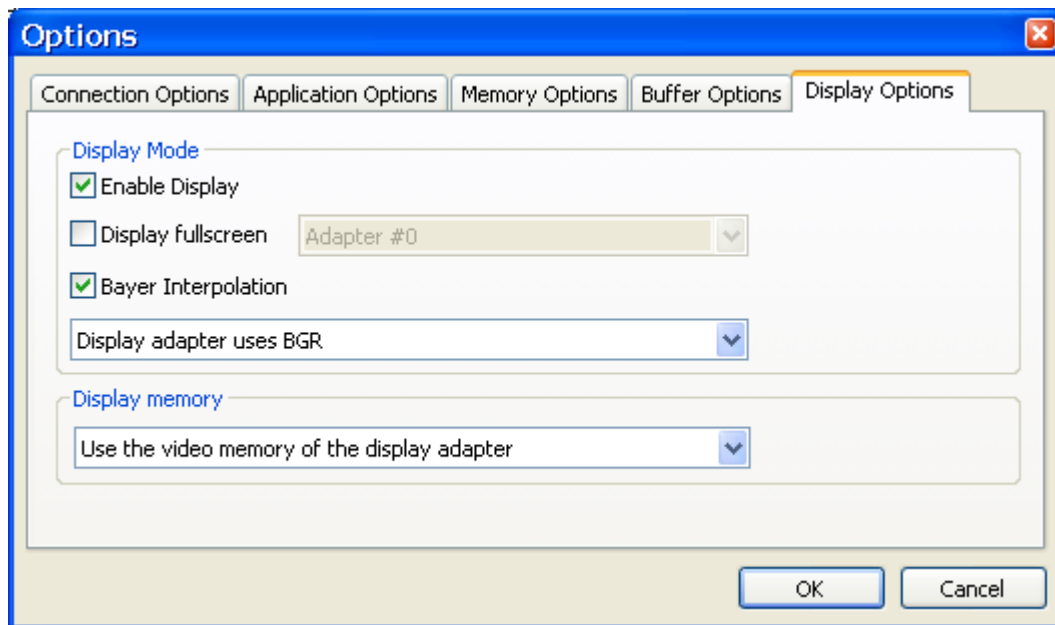 Options
Connection Options Application Options Memory Options Buffer Options Display Options
Display Mode
Enable Display
Display fullscreen Adapter #0
Bayer Interpolation
Display adapter uses BGR
Display memory
Use the video memory of the display adapter
OK Cancel